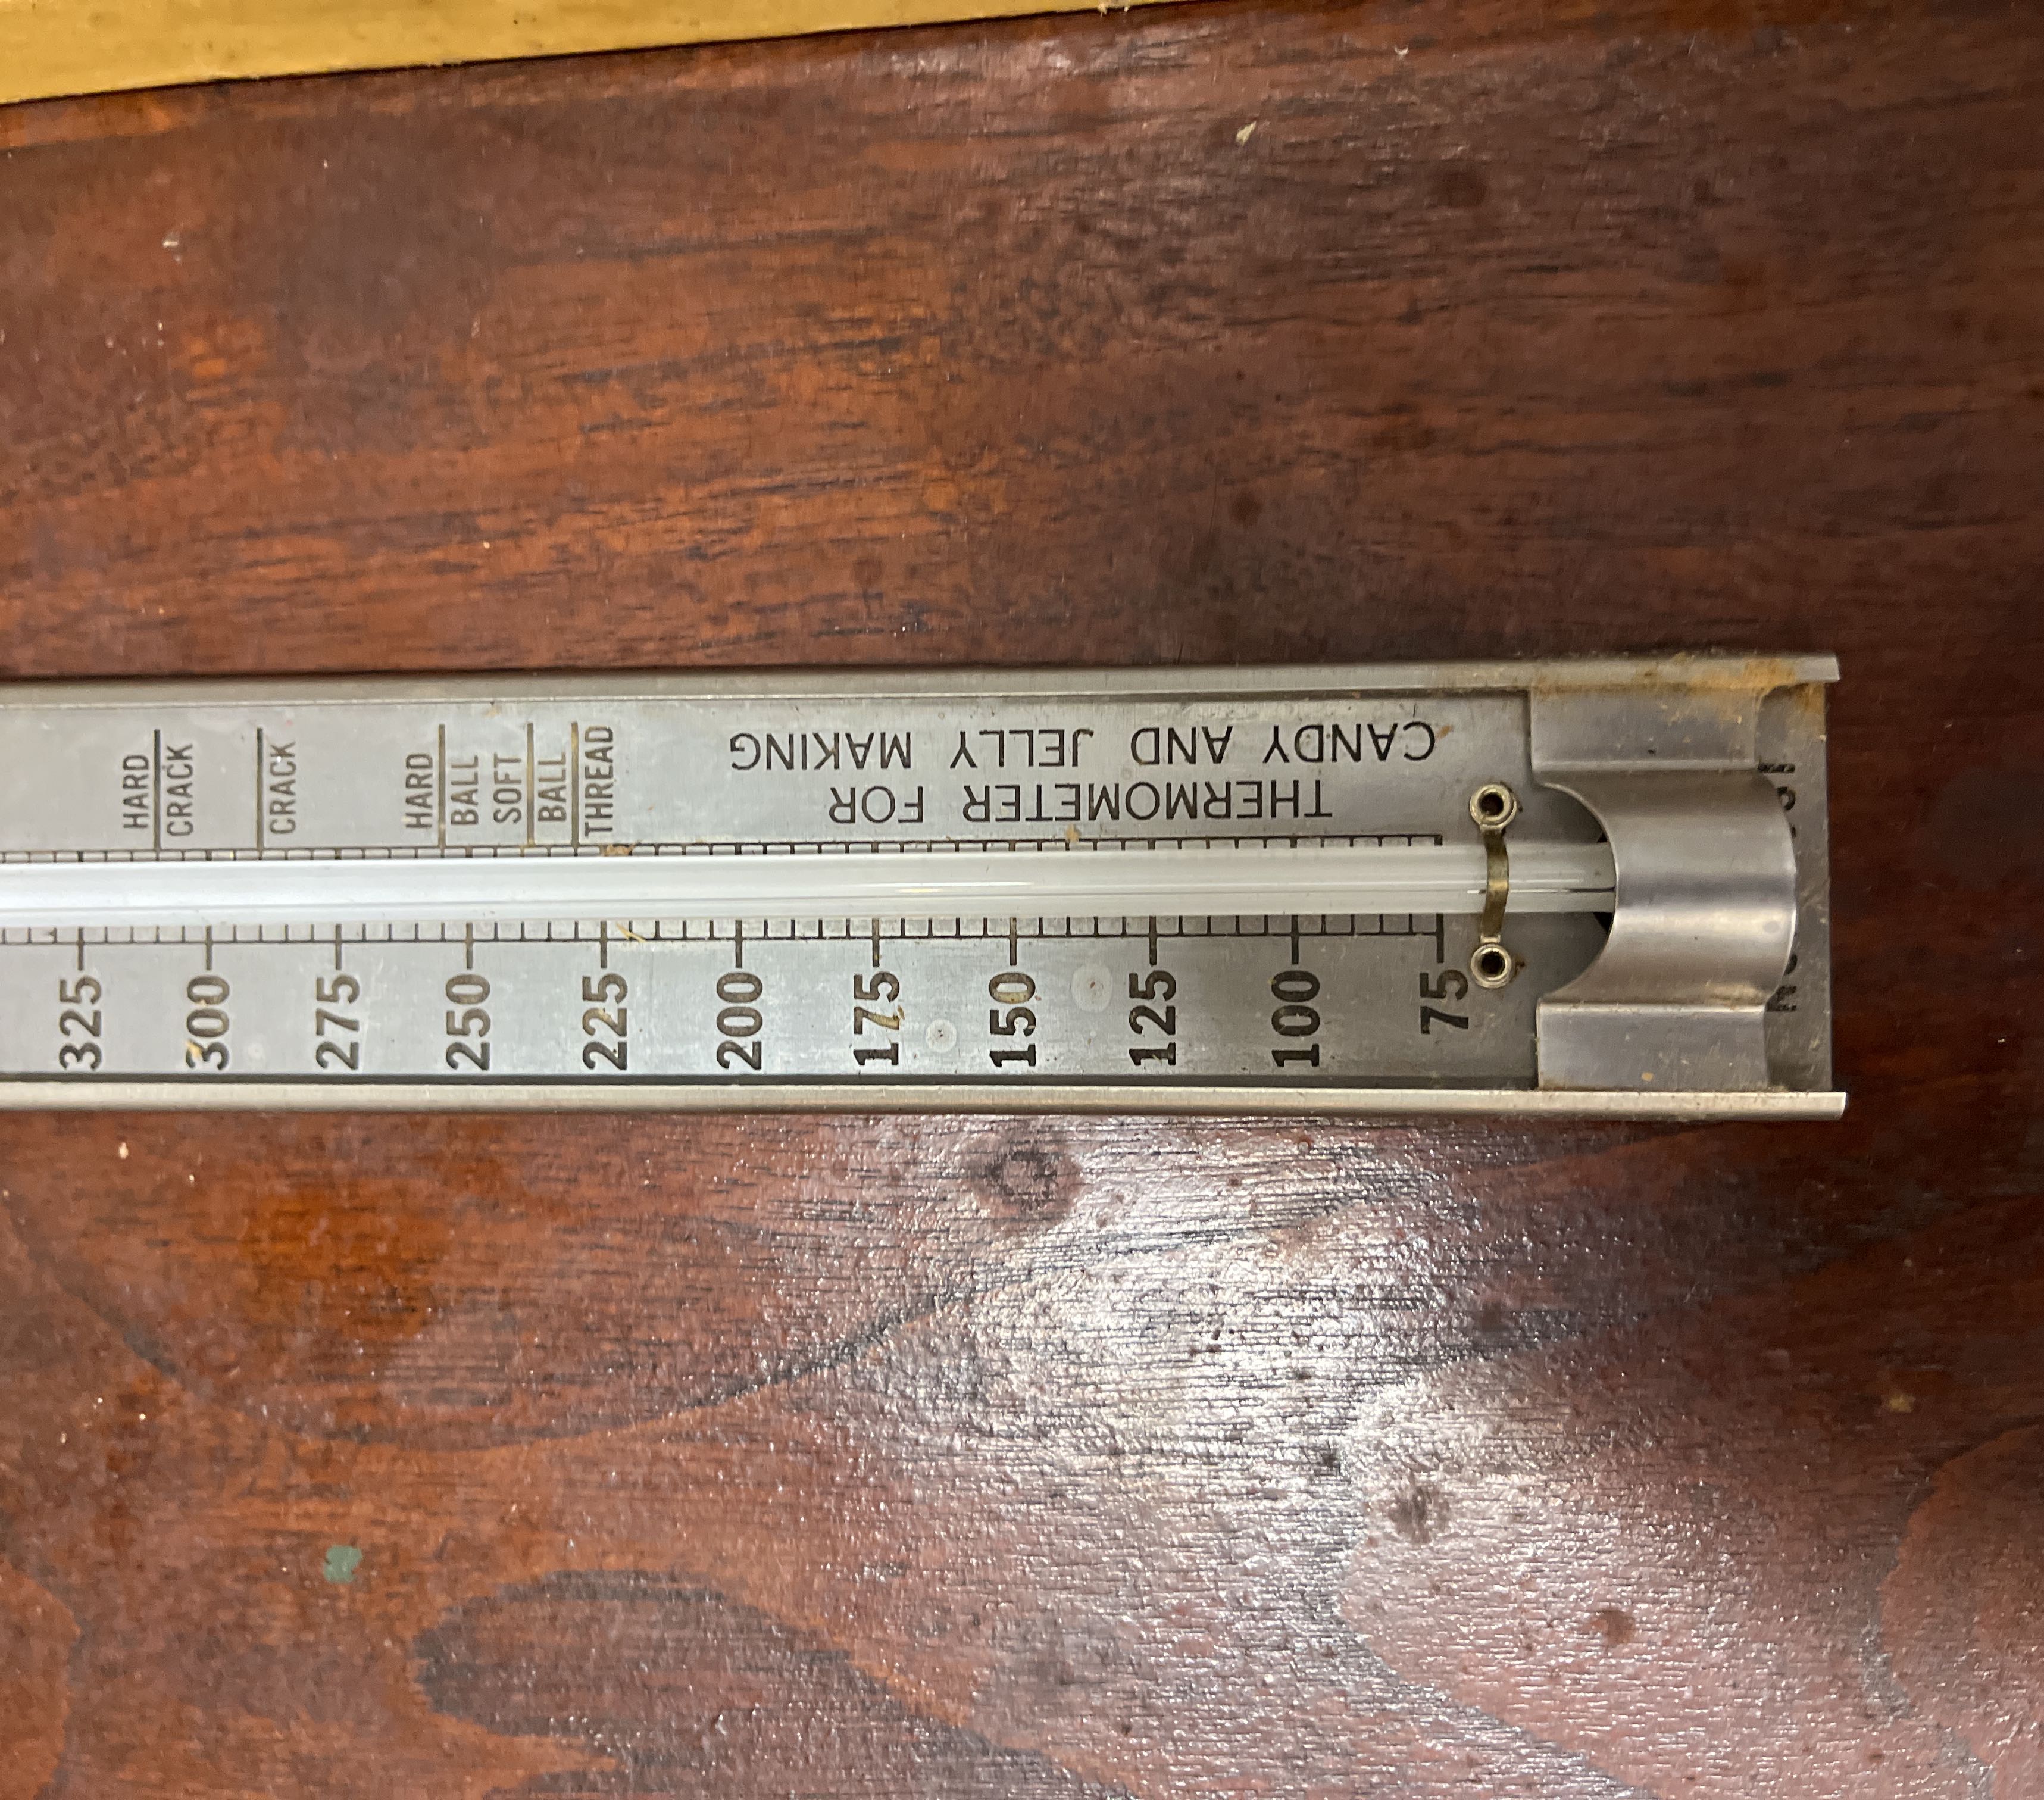 THERMOMETER FOR
CANDY AND JELLY MAKING
HARD
CRACK
CRACK
HARD
BALL
SOFT
BALL
THREAD
325
300
275
250
225
200
175
150
125
100
75